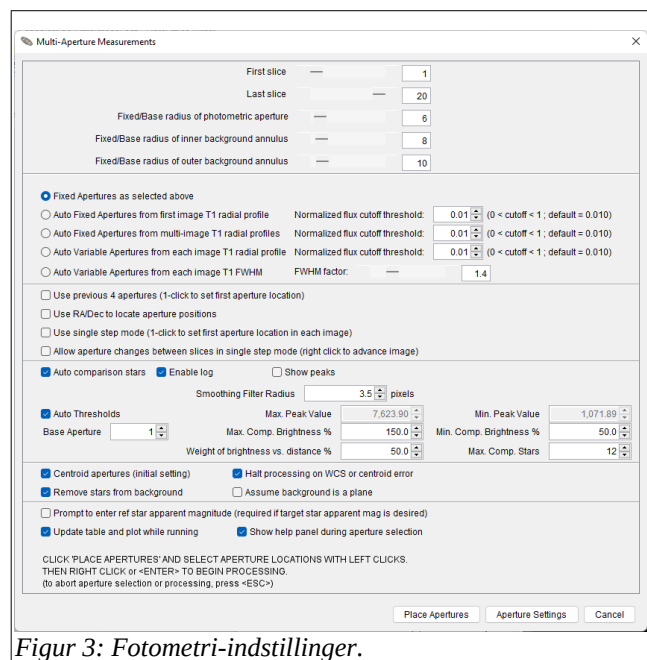 Multi-Aperture Measurements
First slice 1
Last slice 20
Fixed/Base radius of photometric aperture 6
Fixed/Base radius of inner background annulus 8
Fixed/Base radius of outer background annulus 10
Fixed Apertures as selected above
Auto Fixed Apertures from first image T1 radial profile Normalized flux cutoff threshold: 0.01 (0 < cutoff < 1 ; default = 0.010)
Auto Fixed Apertures from multi-image T1 radial profiles Normalized flux cutoff threshold: 0.01 (0 < cutoff < 1 ; default = 0.010)
Auto Variable Apertures from each image T1 radial profile Normalized flux cutoff threshold: 0.01 (0 < cutoff < 1 ; default = 0.010)
Auto Variable Apertures from each image T1 FWHM FWHM factor: 1.4
Use previous 4 apertures (1-click to set first aperture location)
Use RA/Dec to locate aperture positions
Use single step mode (1-click to set first aperture location in each image)
Allow aperture changes between slices in single step mode (right click to advance image)
Auto comparison stars Enable log Show peaks
Smoothing Filter Radius 3.5 pixels
Auto Thresholds Max. Peak Value 7,623.90 Min. Peak Value 1,071.89
Base Aperture 1 Max. Comp. Brightness % 150.0 Min. Comp. Brightness % 50.0
Weight of brightness vs. distance % 50.0 Max. Comp. Stars 12
Centroid apertures (initial setting) Halt processing on WCS or centroid error
Remove stars from background Assume background is a plane
Prompt to enter ref star apparent magnitude (required if target star apparent mag is desired)
Update table and plot while running Show help panel during aperture selection
CLICK 'PLACE APERTURES' AND SELECT APERTURE LOCATIONS WITH LEFT CLICKS.
THEN RIGHT CLICK or <ENTER> TO BEGIN PROCESSING.
(to abort aperture selection or processing, press <ESC>)
Place Apertures Aperture Settings Cancel
Figur 3: Fotometri-indstillinger.